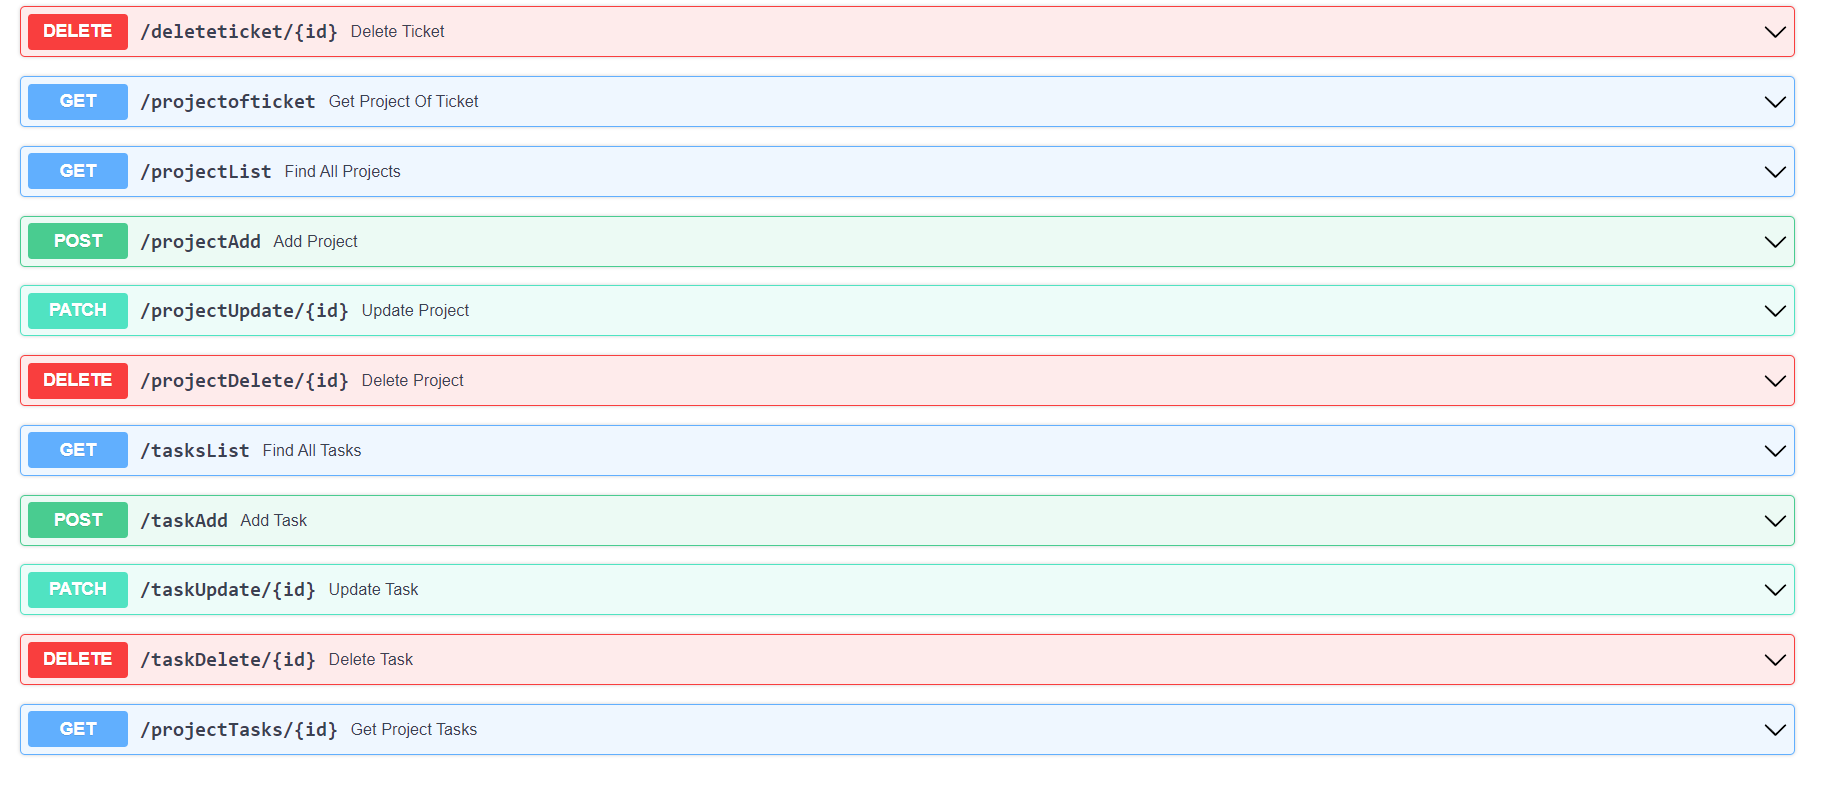 DELETE /deleteticket/{id} Delete Ticket
GET /projectofticket Get Project Of Ticket
GET /projectList Find All Projects
POST /projectAdd Add Project
PATCH /projectUpdate/{id} Update Project
DELETE /projectDelete/{id} Delete Project
GET /tasksList Find All Tasks
POST /taskAdd Add Task
PATCH /taskUpdate/{id} Update Task
DELETE /taskDelete/{id} Delete Task
GET /projectTasks/{id} Get Project Tasks